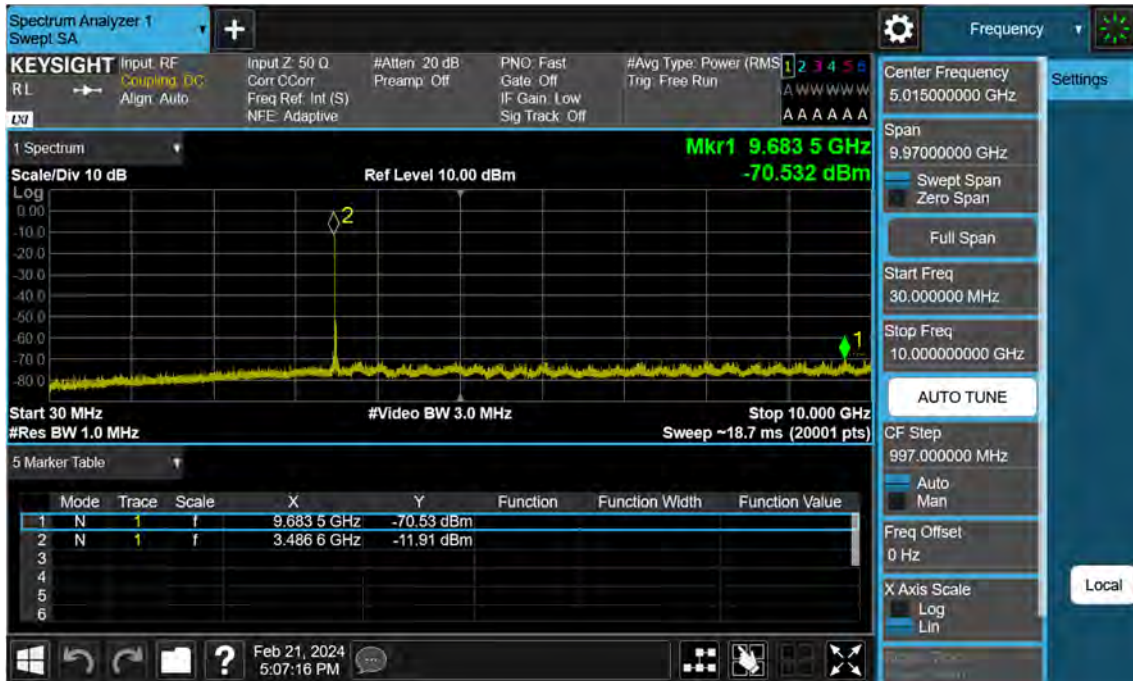 Spectrum Analyzer 1
Swept SA
+
Frequency
KEYSIGHT
RL
LXI
Input: RF
Coupling: DC
Align: Auto
Input Z: 50 Ω
Corr CCorr
Freq Ref: Int (S)
NFE: Adaptive
#Atten: 20 dB
Preamp: Off
PNO: Fast
Gate: Off
IF Gain: Low
Sig Track: Off
#Avg Type: Power (RMS
Trig: Free Run
1 2 3 4 5 6
A W W W W W
A A A A A A
1 Spectrum
Scale/Div 10 dB
Ref Level 10.00 dBm
Mkr1 9.683 5 GHz
-70.532 dBm
Log
0.00
-10.0
-20.0
-30.0
-40.0
-50.0
-60.0
-70.0
-80.0
2
1
Start 30 MHz
#Res BW 1.0 MHz
#Video BW 3.0 MHz
Stop 10.000 GHz
Sweep ~18.7 ms (20001 pts)
5 Marker Table
Mode Trace Scale X Y Function Function Width Function Value
1 N 1 f 9.683 5 GHz -70.53 dBm
2 N 1 f 3.486 6 GHz -11.91 dBm
3
4
5
6
Feb 21, 2024
5:07:16 PM
Center Frequency
5.015000000 GHz
Span
9.97000000 GHz
Swept Span
Zero Span
Full Span
Start Freq
30.000000 MHz
Stop Freq
10.000000000 GHz
AUTO TUNE
CF Step
997.000000 MHz
Auto
Man
Freq Offset
0 Hz
X Axis Scale
Log
Lin
Settings
Local